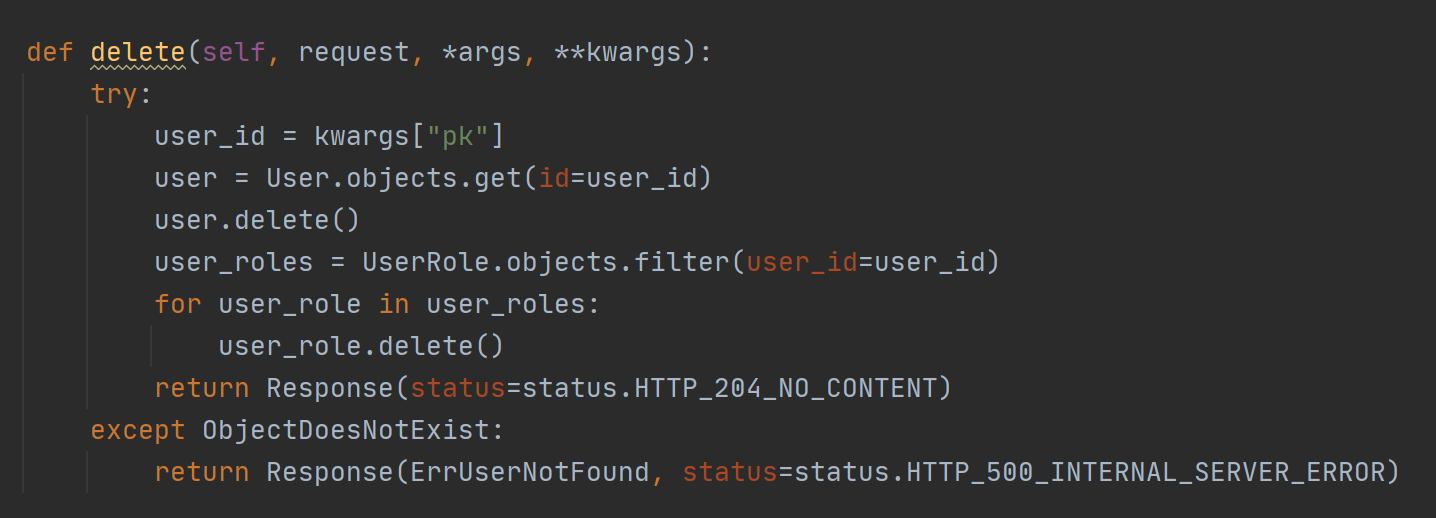 def delete(self, request, *args, **kwargs):
    try:
        user_id = kwargs["pk"]
        user = User.objects.get(id=user_id)
        user.delete()
        user_roles = UserRole.objects.filter(user_id=user_id)
        for user_role in user_roles:
            user_role.delete()
        return Response(status=status.HTTP_204_NO_CONTENT)
    except ObjectDoesNotExist:
        return Response(ErrUserNotFound, status=status.HTTP_500_INTERNAL_SERVER_ERROR)